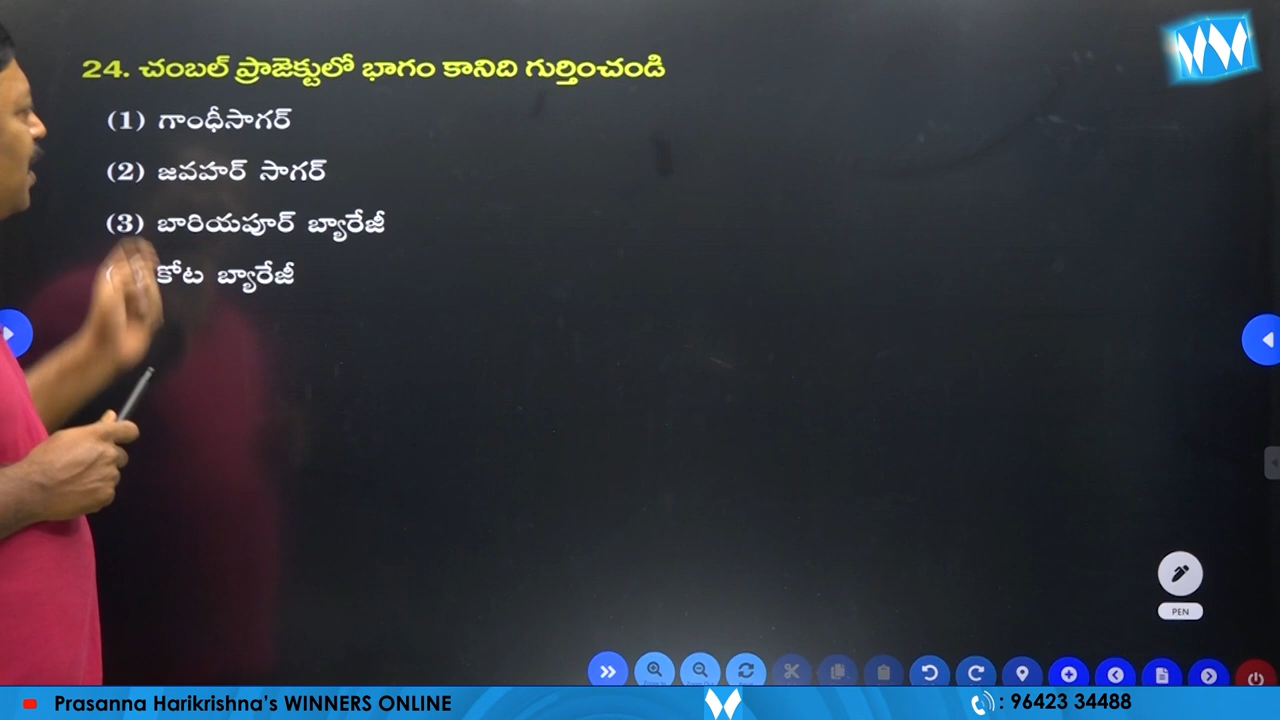 24. చంబల్ ప్రాజెక్టులో భాగం కానిది గుర్తించండి
(1) గాంధీసాగర్
(2) జవహర్ సాగర్
(3) బారియపూర్ బ్యారేజీ
కోట బ్యారేజీ
PEN
Prasanna Harikrishna's WINNERS ONLINE
: 96423 34488